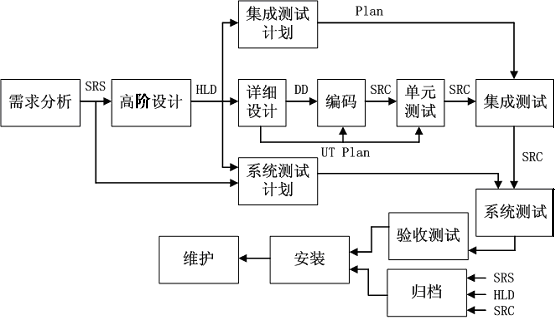 集成测试
计划
Plan
需求分析
SRS
高阶设计
HLD
详细
设计
DD
编码
SRC
单元
测试
SRC
集成测试
UT Plan
SRC
系统测试
计划
系统测试
验收测试
维护
安装
归档
SRS
HLD
SRC